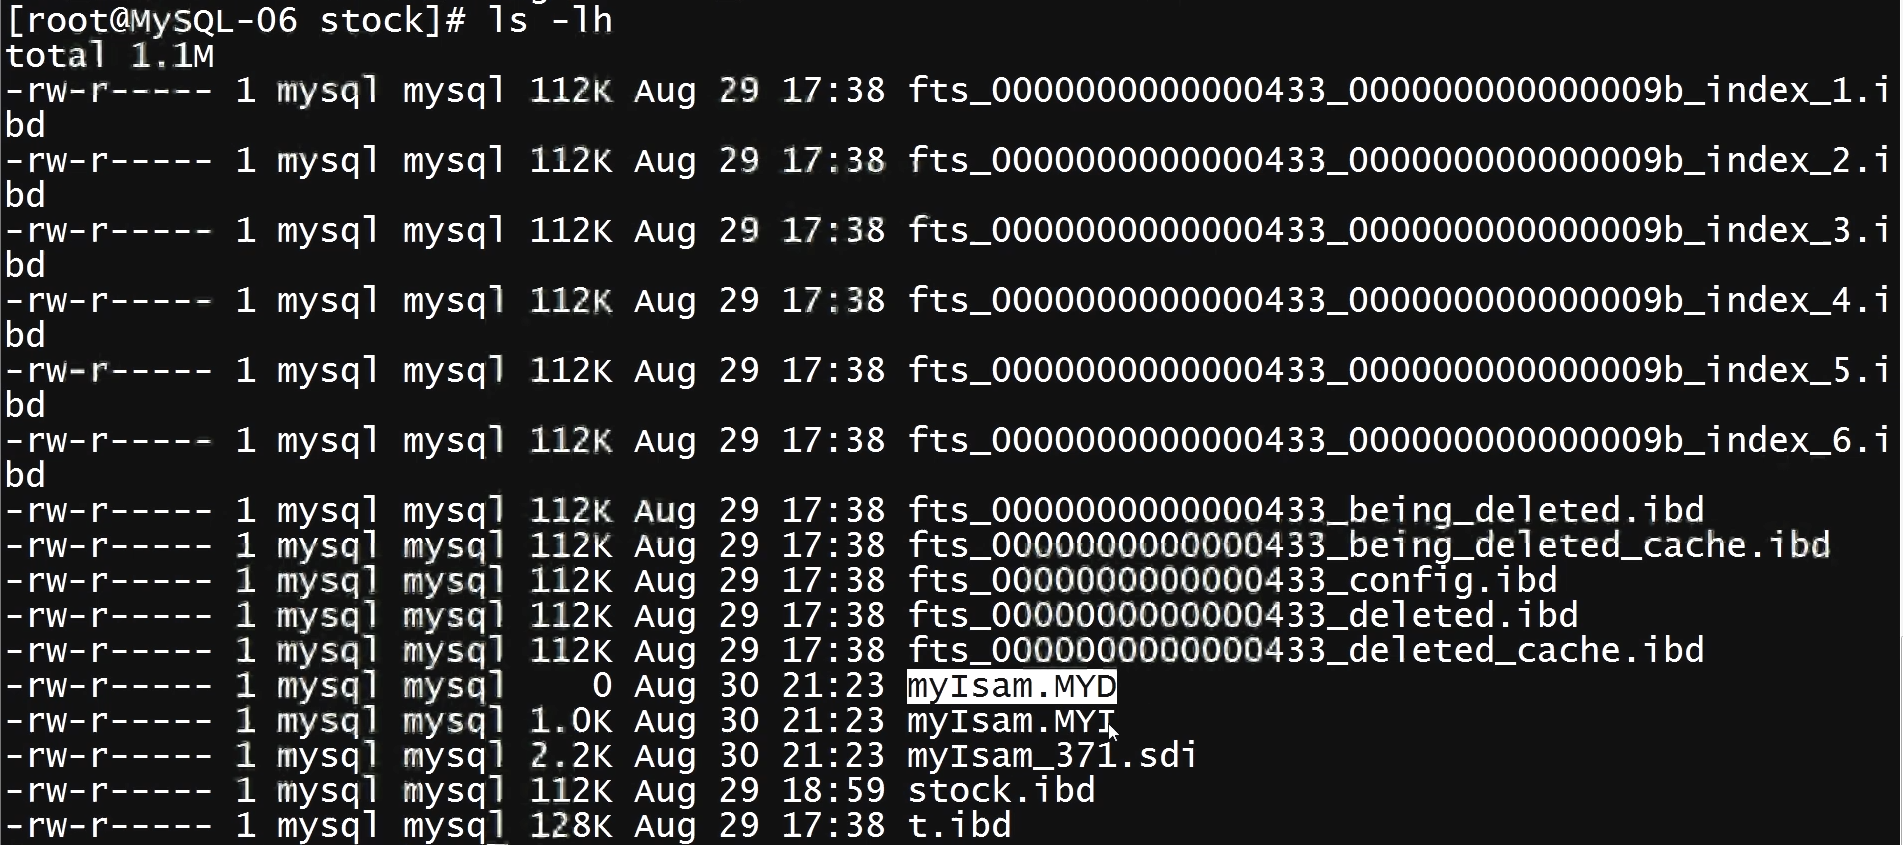 [root@MySQL-06 stock]# ls -lh
total 1.1M
-rw-r----- 1 mysql mysql 112K Aug 29 17:38 fts_0000000000000433_000000000000009b_index_1.i
bd
-rw-r----- 1 mysql mysql 112K Aug 29 17:38 fts_0000000000000433_000000000000009b_index_2.i
bd
-rw-r----- 1 mysql mysql 112K Aug 29 17:38 fts_0000000000000433_000000000000009b_index_3.i
bd
-rw-r----- 1 mysql mysql 112K Aug 29 17:38 fts_0000000000000433_000000000000009b_index_4.i
bd
-rw-r----- 1 mysql mysql 112K Aug 29 17:38 fts_0000000000000433_000000000000009b_index_5.i
bd
-rw-r----- 1 mysql mysql 112K Aug 29 17:38 fts_0000000000000433_000000000000009b_index_6.i
bd
-rw-r----- 1 mysql mysql 112K Aug 29 17:38 fts_0000000000000433_being_deleted.ibd
-rw-r----- 1 mysql mysql 112K Aug 29 17:38 fts_0000000000000433_being_deleted_cache.ibd
-rw-r----- 1 mysql mysql 112K Aug 29 17:38 fts_0000000000000433_config.ibd
-rw-r----- 1 mysql mysql 112K Aug 29 17:38 fts_0000000000000433_deleted.ibd
-rw-r----- 1 mysql mysql 112K Aug 29 17:38 fts_0000000000000433_deleted_cache.ibd
-rw-r----- 1 mysql mysql    0 Aug 30 21:23 myIsam.MYD
-rw-r----- 1 mysql mysql 1.0K Aug 30 21:23 myIsam.MYI
-rw-r----- 1 mysql mysql 2.2K Aug 30 21:23 myIsam_371.sdi
-rw-r----- 1 mysql mysql 112K Aug 29 18:59 stock.ibd
-rw-r----- 1 mysql mysql 128K Aug 29 17:38 t.ibd